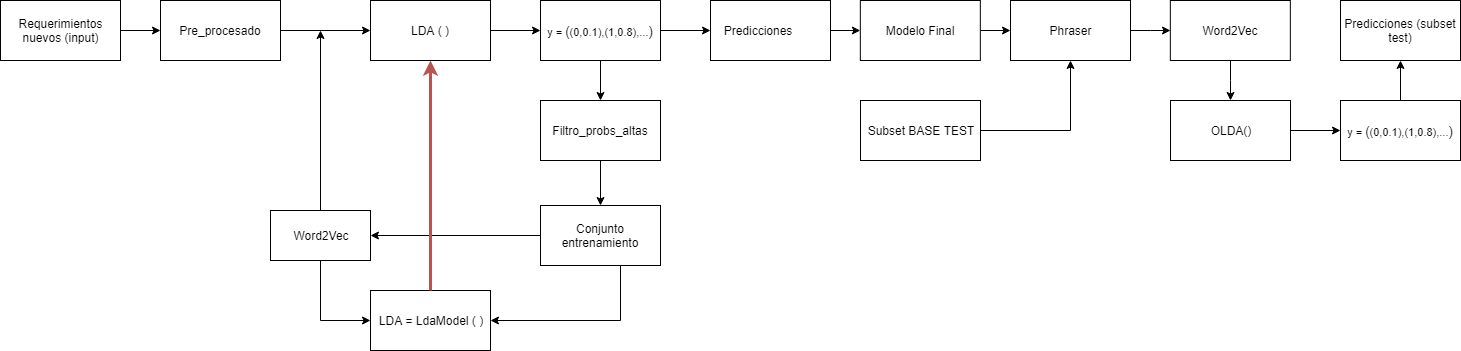 Requerimientos
nuevos (input)
Pre_procesado
LDA ( )
y = ((0,0.1),(1,0.8),...)
Predicciones
Modelo Final
Phraser
Word2Vec
Predicciones (subset
test)
Filtro_probs_altas
Subset BASE TEST
OLDA()
y = ((0,0.1),(1,0.8),...)
Word2Vec
Conjunto
entrenamiento
LDA = LdaModel ( )